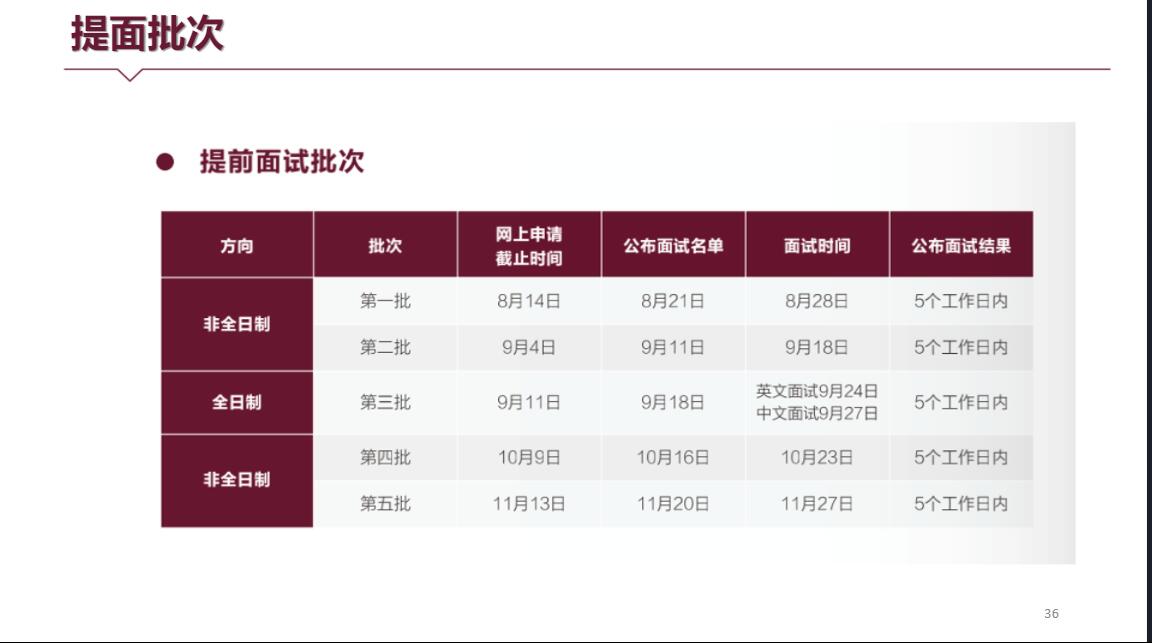 提面批次
提前面试批次
方向 批次 网上申请 截止时间 公布面试名单 面试时间 公布面试结果
非全日制 第一批 8月14日 8月21日 8月28日 5个工作日内
第二批 9月4日 9月11日 9月18日 5个工作日内
全日制 第三批 9月11日 9月18日 英文面试9月24日 中文面试9月27日 5个工作日内
非全日制 第四批 10月9日 10月16日 10月23日 5个工作日内
第五批 11月13日 11月20日 11月27日 5个工作日内
36